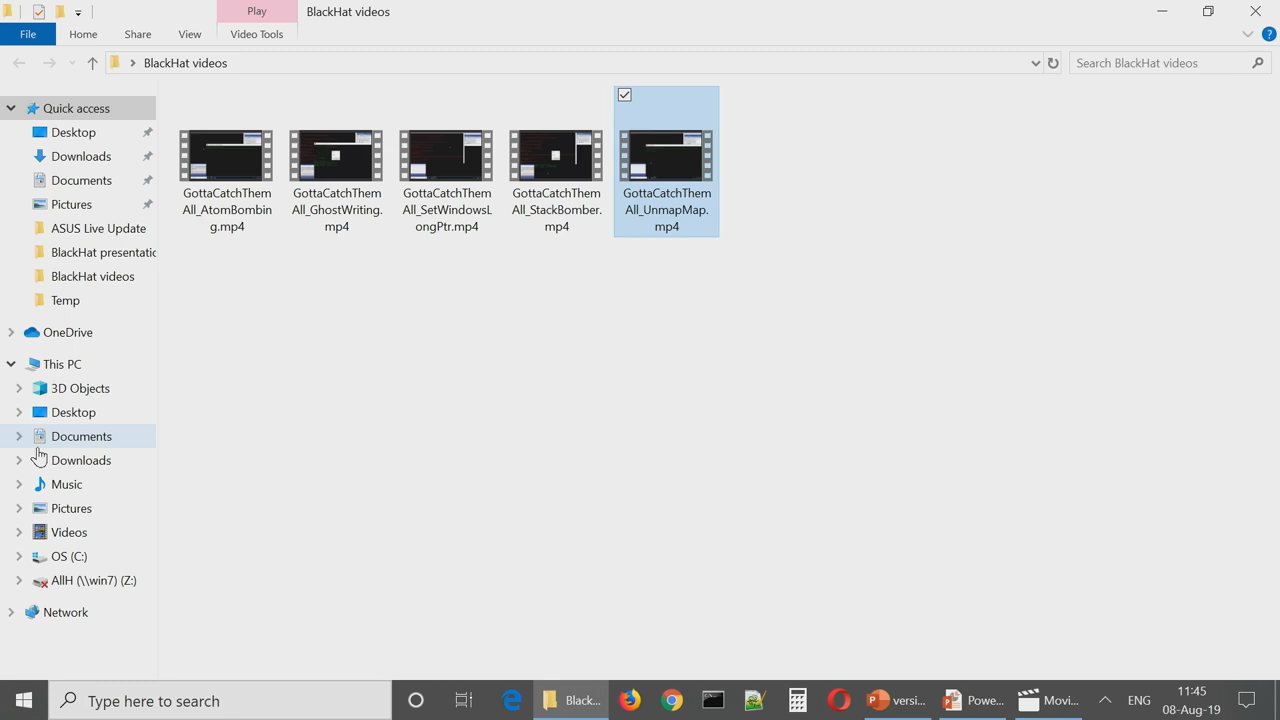 Play
BlackHat videos
File
Home
Share
View
Video Tools
?
BlackHat videos
Search BlackHat videos
Quick access
Desktop
Downloads
Documents
Pictures
ASUS Live Update
BlackHat presentatic
BlackHat videos
Temp
OneDrive
This PC
3D Objects
Desktop
Documents
Downloads
Music
Pictures
Videos
OS (C:)
AllH (\\win7) (Z:)
Network
GottaCatchThem
All_AtomBombin
g.mp4
GottaCatchThem
All_GhostWriting.
mp4
GottaCatchThem
All_SetWindowsL
ongPtr.mp4
GottaCatchThem
All_StackBomber.
mp4
GottaCatchThem
All_UnmapMap.
mp4
Type here to search
Black...
versi...
Powe...
Movi...
ENG
11:45
08-Aug-19